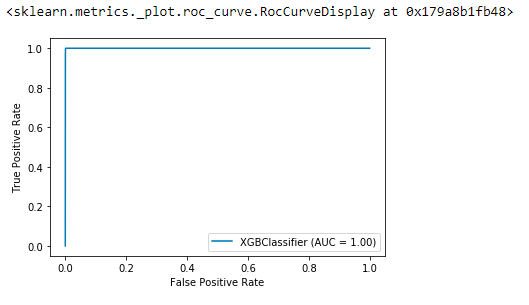 <sklearn.metrics._plot.roc_curve.RocCurveDisplay at 0x179a8b1fb48>
1.0
0.8
0.6
0.4
0.2
0.0
True Positive Rate
XGBClassifier (AUC = 1.00)
0.0 0.2 0.4 0.6 0.8 1.0
False Positive Rate